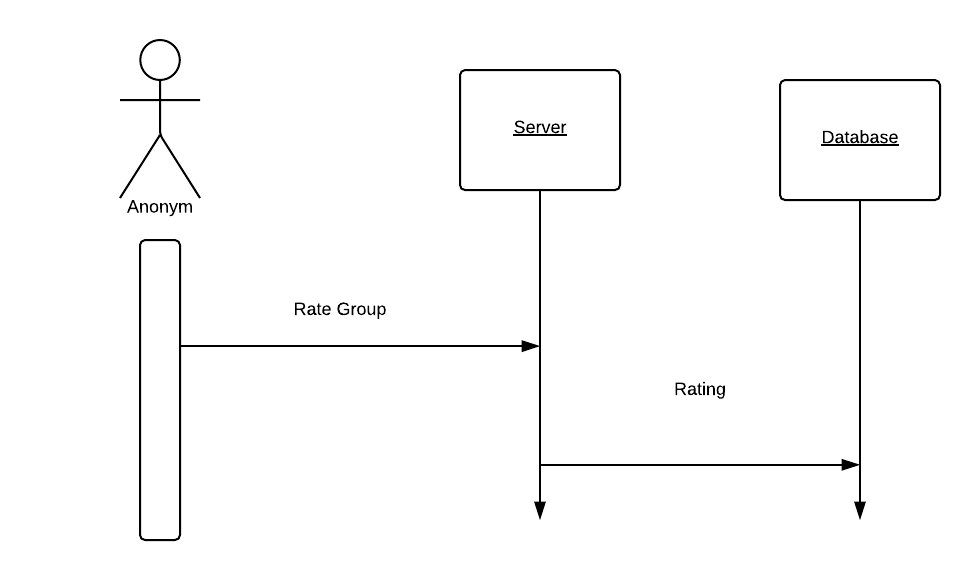 Server
Database
Anonym
Rate Group
Rating